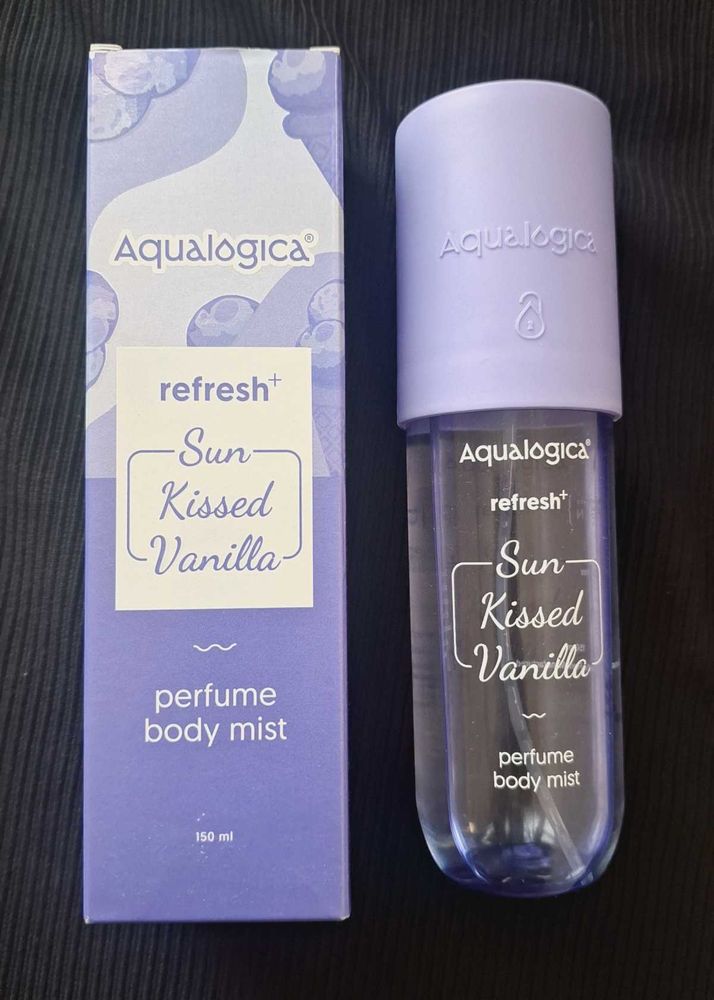 Aqualogica®
refresh+
Sun
Kissed
Vanilla
perfume
body mist
150 ml
Aqualogica
Aqualogica®
refresh+
Sun
Kissed
Vanilla
perfume
body mist